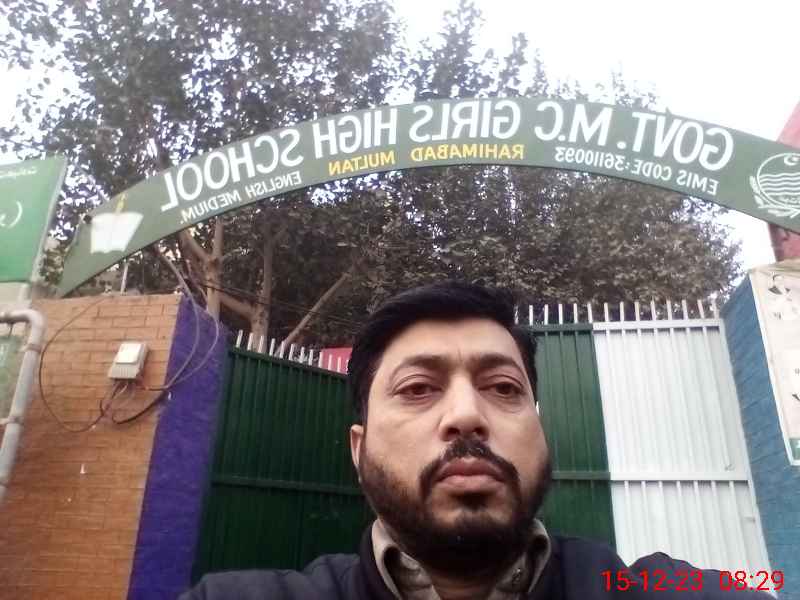 GOVT. M.C GIRLS HIGH SCHOOL
EMIS CODE:36110093 RAHIMABAD MULTAN ENGLISH MEDIUM.
15-12-23 08:29